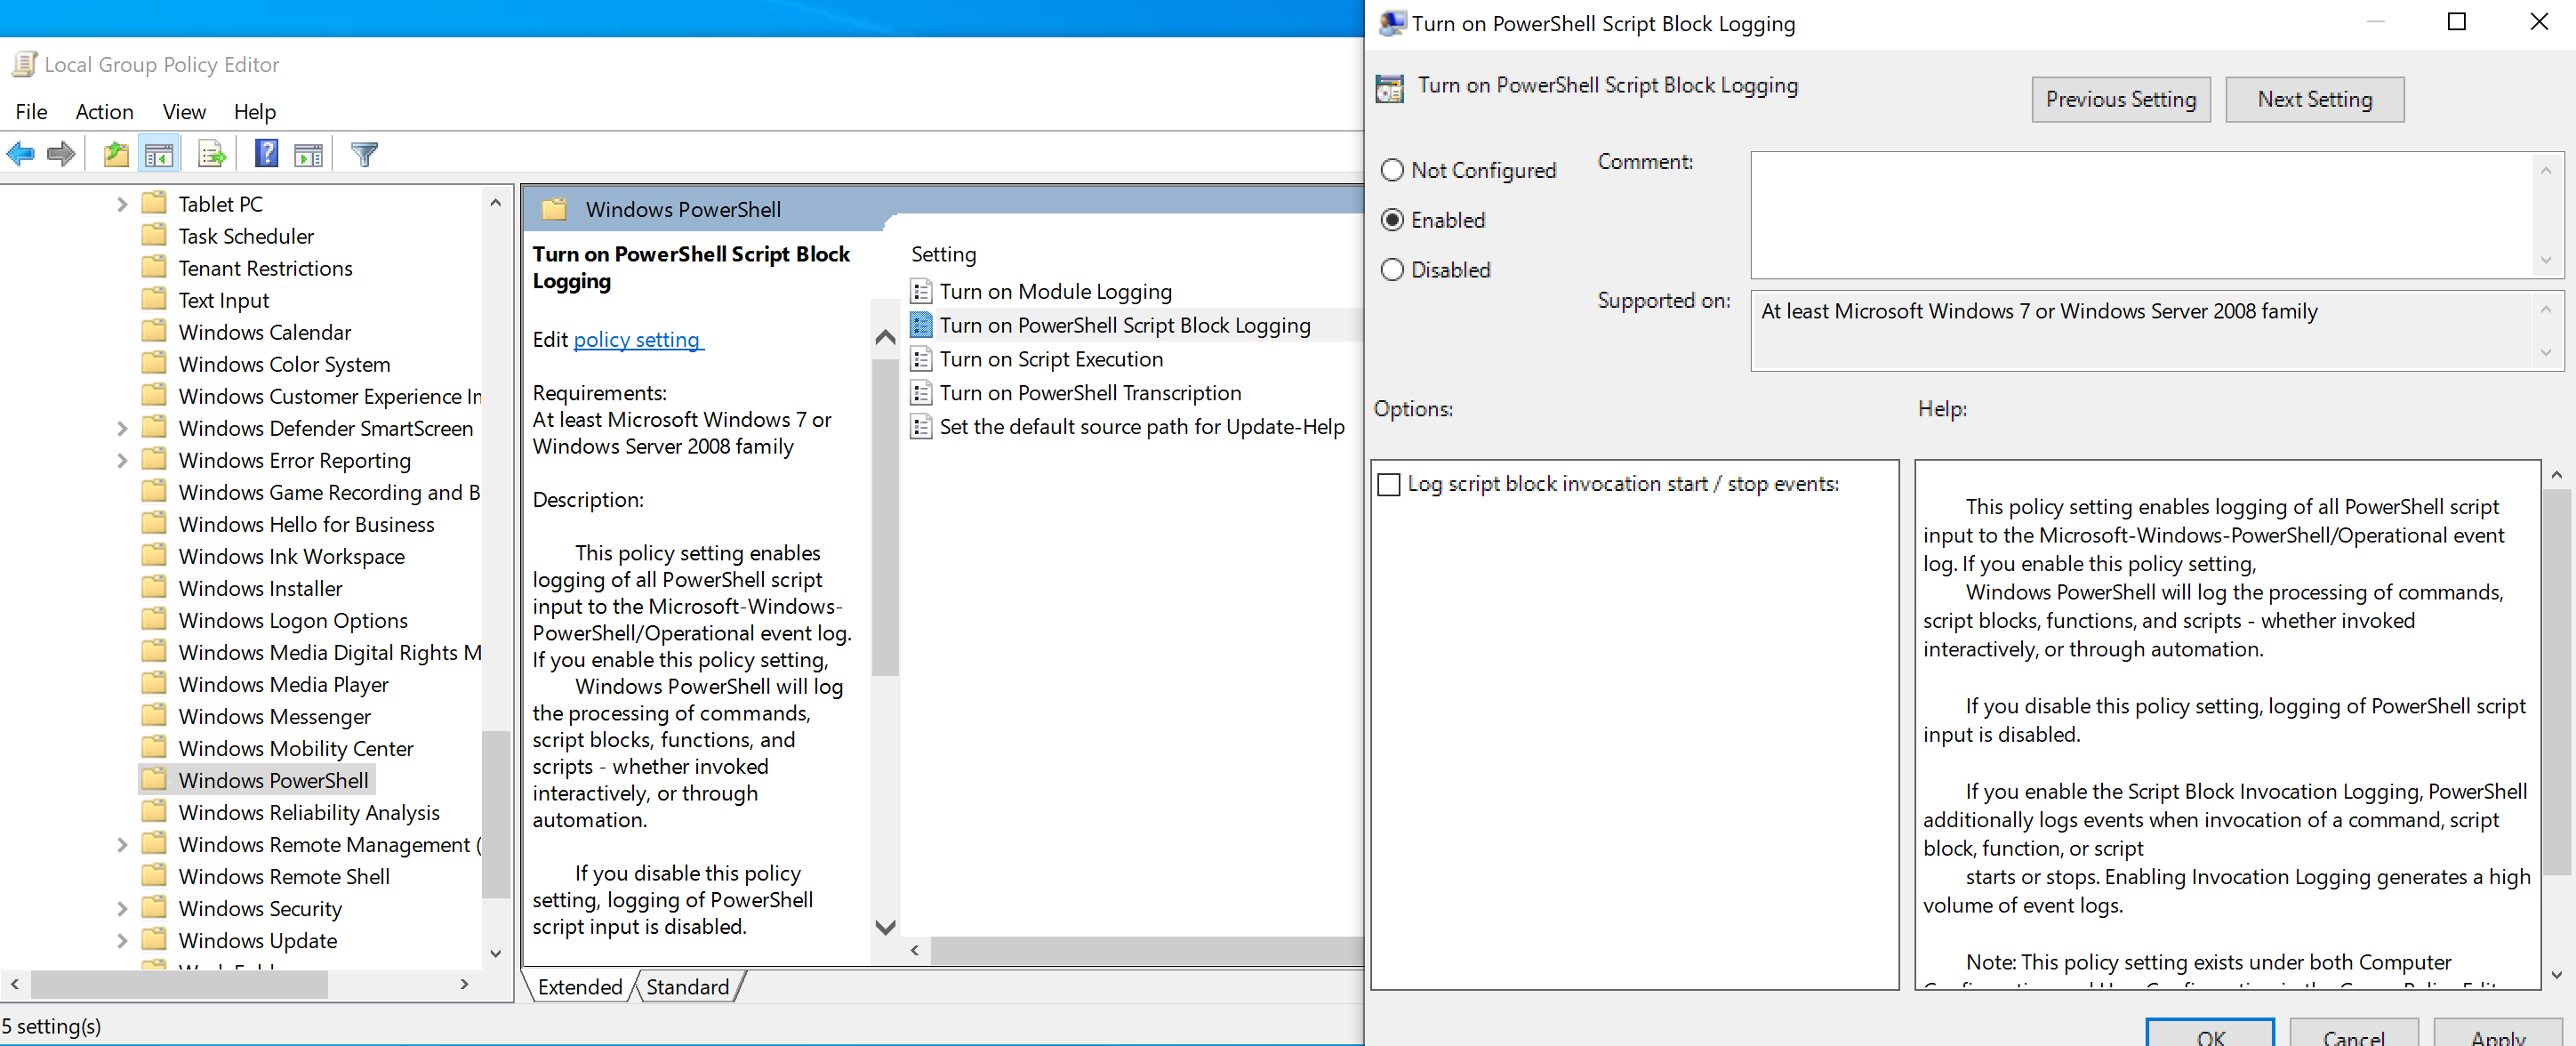 Local Group Policy Editor
File Action View Help
Tablet PC
Task Scheduler
Tenant Restrictions
Text Input
Windows Calendar
Windows Color System
Windows Customer Experience
Windows Defender SmartScreen
Windows Error Reporting
Windows Game Recording and B
Windows Hello for Business
Windows Ink Workspace
Windows Installer
Windows Logon Options
Windows Media Digital Rights M
Windows Media Player
Windows Messenger
Windows Mobility Center
Windows PowerShell
Windows Reliability Analysis
Windows Remote Management (
Windows Remote Shell
Windows Security
Windows Update
5 setting(s)
Windows PowerShell
Turn on PowerShell Script Block
Logging
Edit policy setting
Requirements:
At least Microsoft Windows 7 or
Windows Server 2008 family
Description:
This policy setting enables
logging of all PowerShell script
input to the Microsoft-Windows-
PowerShell/Operational event log.
If you enable this policy setting,
Windows PowerShell will log
the processing of commands,
script blocks, functions, and
scripts - whether invoked
interactively, or through
automation.
If you disable this policy
setting, logging of PowerShell
script input is disabled.
Setting
Turn on Module Logging
Turn on PowerShell Script Block Logging
Turn on Script Execution
Turn on PowerShell Transcription
Set the default source path for Update-Help
Extended Standard
Turn on PowerShell Script Block Logging
Turn on PowerShell Script Block Logging
Previous Setting Next Setting
Not Configured
Enabled
Disabled
Comment:
Supported on:
At least Microsoft Windows 7 or Windows Server 2008 family
Options:
Help:
Log script block invocation start / stop events:
This policy setting enables logging of all PowerShell script
input to the Microsoft-Windows-PowerShell/Operational event
log. If you enable this policy setting,
Windows PowerShell will log the processing of commands,
script blocks, functions, and scripts - whether invoked
interactively, or through automation.
If you disable this policy setting, logging of PowerShell script
input is disabled.
If you enable the Script Block Invocation Logging, PowerShell
additionally logs events when invocation of a command, script
block, function, or script
starts or stops. Enabling Invocation Logging generates a high
volume of event logs.
Note: This policy setting exists under both Computer
OK Cancel Apply